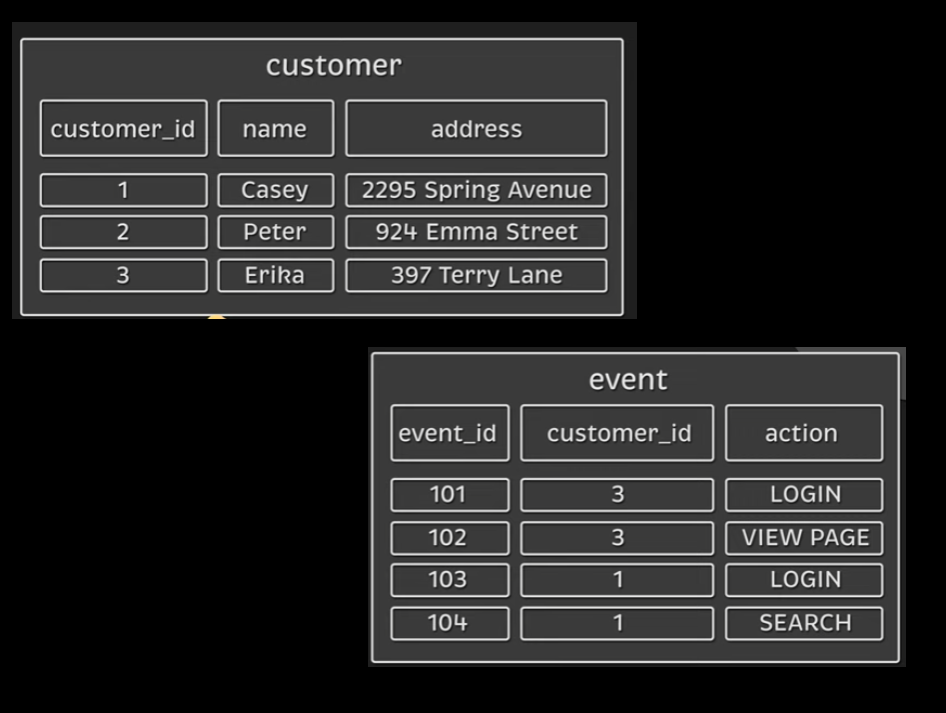 customer
customer_id name address
1 Casey 2295 Spring Avenue
2 Peter 924 Emma Street
3 Erika 397 Terry Lane
event
event_id customer_id action
101 3 LOGIN
102 3 VIEW PAGE
103 1 LOGIN
104 1 SEARCH